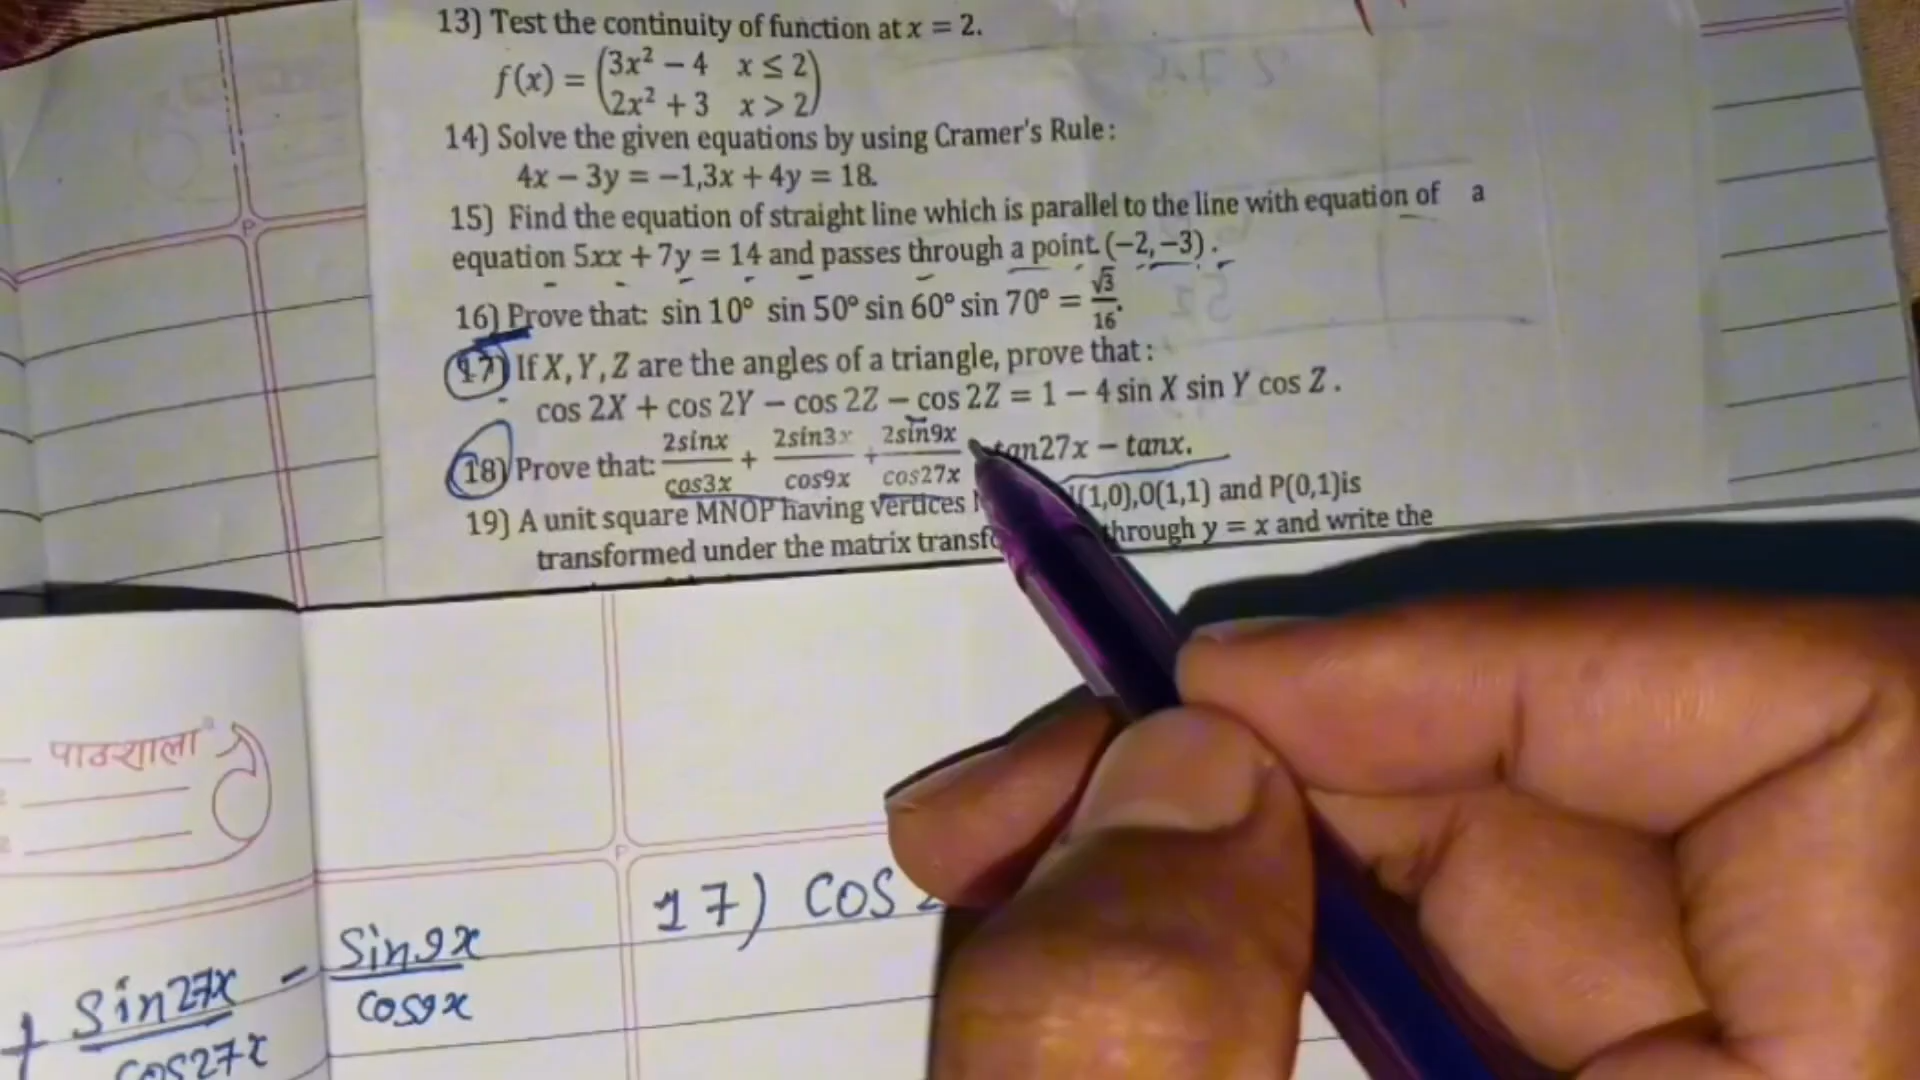 13) Test the continuity of function at x = 2.
f(x) = (3x² − 4 x ≤ 2
2x² + 3 x > 2)
14) Solve the given equations by using Cramer's Rule:
4x − 3y = −1,3x + 4y = 18.
15) Find the equation of straight line which is parallel to the line with equation of a
equation 5xx + 7y = 14 and passes through a point (−2, −3) .
16) Prove that: sin 10° sin 50° sin 60° sin 70° = √3/16.
17) If X, Y, Z are the angles of a triangle, prove that :
cos 2X + cos 2Y − cos 2Z − cos 2Z = 1 − 4 sin X sin Y cos Z .
18) Prove that: 2sinx/cos3x + 2sin3x/cos9x + 2sin9x/cos27x tan27x − tanx.
19) A unit square MNOP having vertices (1,0),O(1,1) and P(0,1)is
transformed under the matrix through y = x and write the
पाठशाला
17) cos
+ sin27x/cos27x − sin9x/cos9x